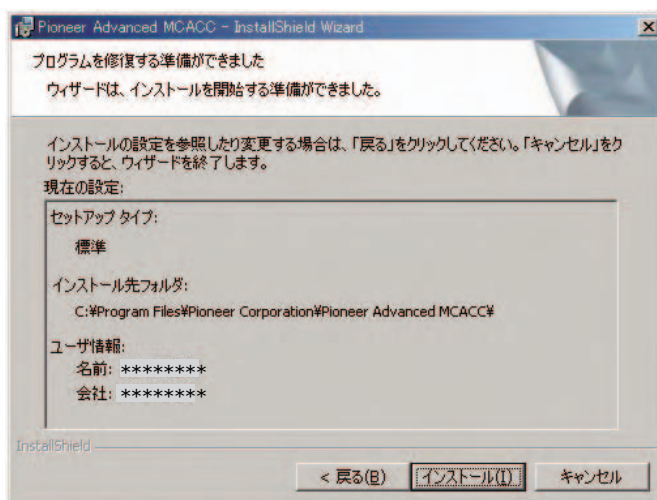 Pioneer Advanced MCACC - InstallShield Wizard
プログラムを修復する準備ができました
ウィザードは、インストールを開始する準備ができました。
インストールの設定を参照したり変更する場合は、「戻る」をクリックしてください。「キャンセル」をク
リックすると、ウィザードを終了します。
現在の設定:
セットアップ タイプ:
標準
インストール先フォルダ:
C:¥Program Files¥Pioneer Corporation¥Pioneer Advanced MCACC¥
ユーザ情報:
名前: ********
会社: ********
InstallShield
< 戻る(B) インストール(I) キャンセル